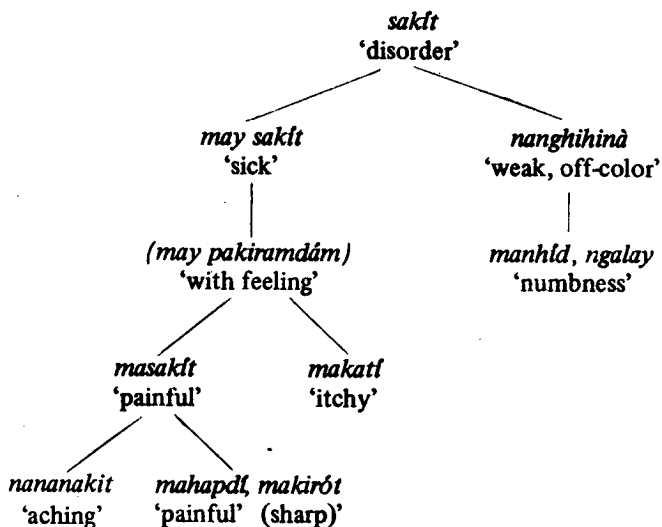 sakít
‘disorder’
may sakít
‘sick’
nanghihinà
‘weak, off-color’
(may pakiramdám)
‘with feeling’
manhíd, ngalay
‘numbness’
masakít
‘painful’
makatí
‘itchy’
nananakit
‘aching’
mahapdí, makirót
‘painful’ (sharp)’